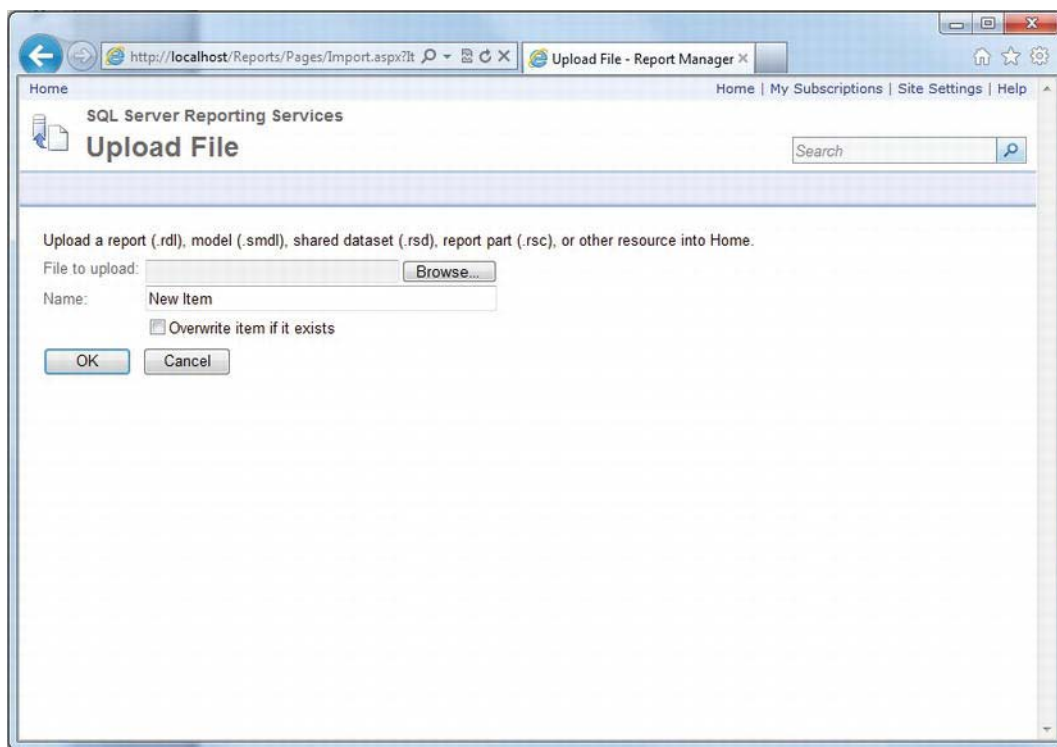 http://localhost/Reports/Pages/Import.aspx?It
Upload File - Report Manager
Home
Home | My Subscriptions | Site Settings | Help
SQL Server Reporting Services
Upload File
Search
Upload a report (.rdl), model (.smdl), shared dataset (.rsd), report part (.rsc), or other resource into Home.
File to upload: Browse...
Name: New Item
Overwrite item if it exists
OK Cancel